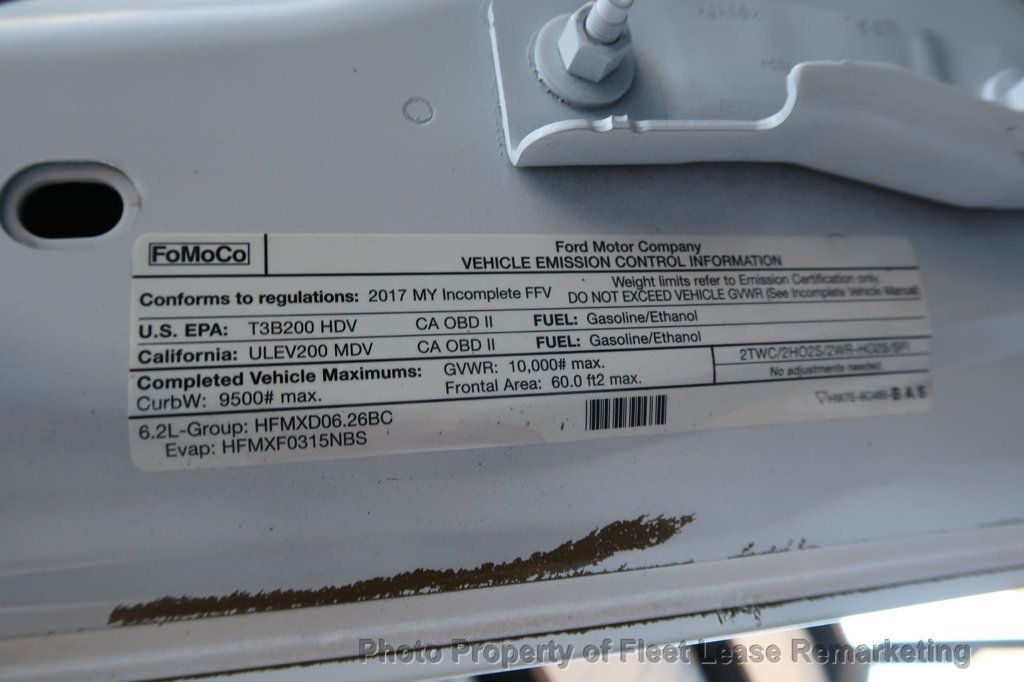 FoMoCo
Ford Motor Company
VEHICLE EMISSION CONTROL INFORMATION
Conforms to regulations: 2017 MY Incomplete FFV
Weight limits refer to Emission Certification only.
DO NOT EXCEED VEHICLE GVWR (See Incomplete Vehicle Manual
U.S. EPA: T3B200 HDV CA OBD II FUEL: Gasoline/Ethanol
California: ULEV200 MDV CA OBD II FUEL: Gasoline/Ethanol
Completed Vehicle Maximums: GVWR: 10,000# max.
CurbW: 9500# max. Frontal Area: 60.0 ft2 max.
2TWC/2HO2S/2WR-HO2S/SFI
No adjustments needed.
6.2L-Group: HFMXD06.26BC
Evap: HFMXF0315NBS
BAS
Photo Property of Fleet Lease Remarketing